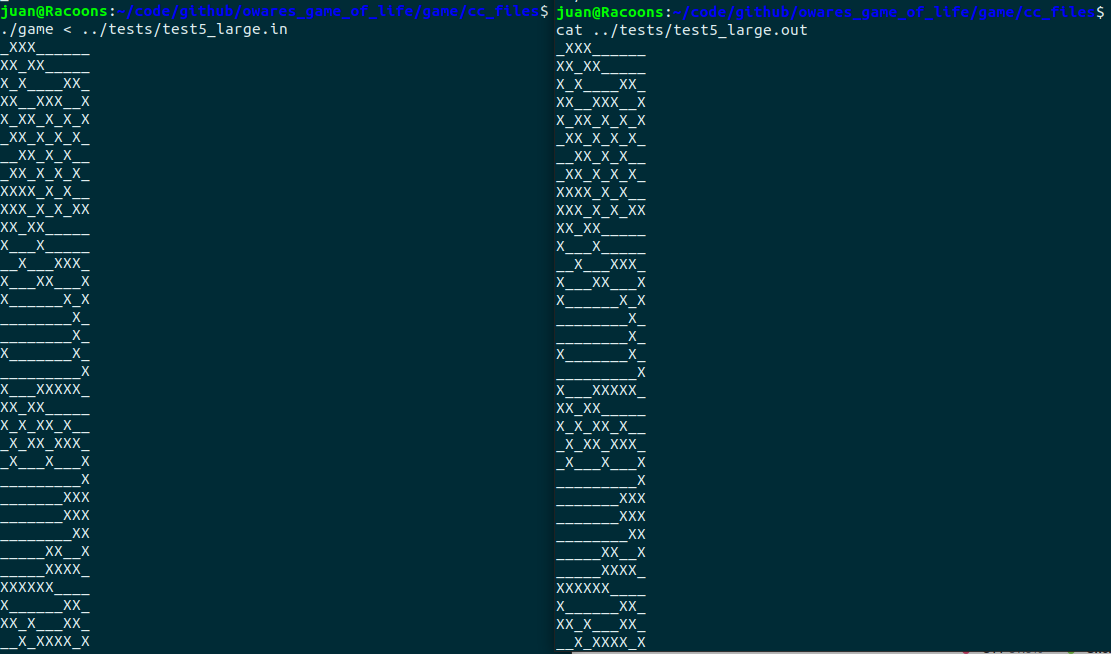 juan@Racoons:~/code/github/owares_game_of_life/game/cc_files$
./game < ../tests/test5_large.in
_XXX______
XX_XX_____
X_X____XX_
XX__XXX__X
X_XX_X_X_X
_XX_X_X_X_
__XX_X_X__
_XX_X_X_X_
XXXX_X_X__
XXX_X_X_XX
XX_XX_____
X___X_____
__X___XXX_
X___XX___X
X______X_X
________X_
________X_
X_______X_
_________X
X___XXXXX_
XX_XX_____
X_X_XX_X__
_X_XX_XXX_
_X___X___X
_________X
_______XXX
_______XXX
________XX
_____XX__X
_____XXXX_
XXXXXX____
X______XX_
XX_X___XX_
__X_XXXX_X
juan@Racoons:~/code/github/owares_game_of_life/game/cc_files$
cat ../tests/test5_large.out
_XXX______
XX_XX_____
X_X____XX_
XX__XXX__X
X_XX_X_X_X
_XX_X_X_X_
__XX_X_X__
_XX_X_X_X_
XXXX_X_X__
XXX_X_X_XX
XX_XX_____
X___X_____
__X___XXX_
X___XX___X
X______X_X
________X_
________X_
X_______X_
_________X
X___XXXXX_
XX_XX_____
X_X_XX_X__
_X_XX_XXX_
_X___X___X
_________X
_______XXX
_______XXX
________XX
_____XX__X
_____XXXX_
XXXXXX____
X______XX_
XX_X___XX_
__X_XXXX_X